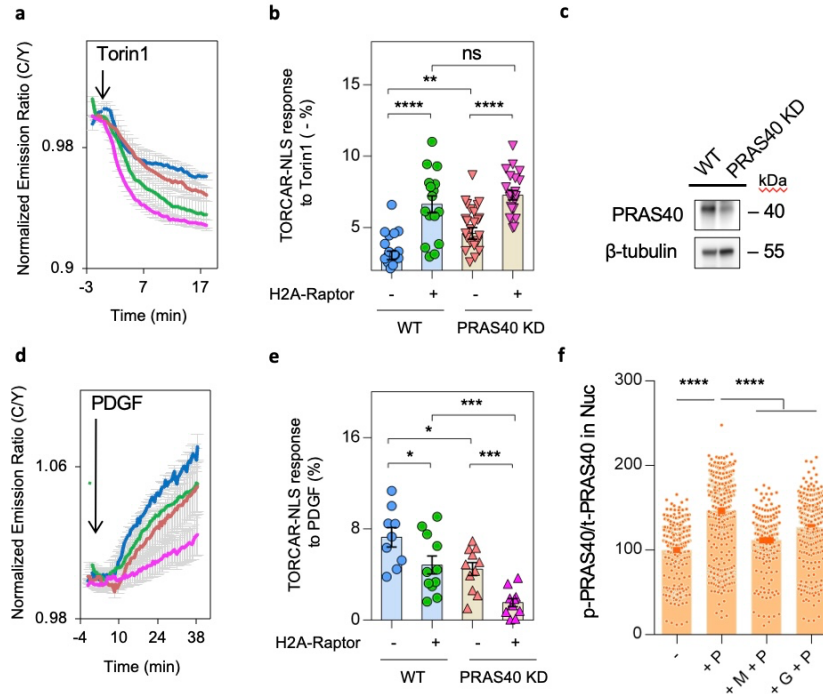 a
Torin1
Normalized Emission Ratio (C/Y)
0.98
0.9
-3
7
17
Time (min)
b
TORCAR-NLS response
to Torin1 ( - %)
15
10
5
ns
**
****
****
H2A-Raptor
-
+
-
+
WT
PRAS40 KD
c
WT
PRAS40 KD
kDa
PRAS40
– 40
β-tubulin
– 55
d
PDGF
Normalized Emission Ratio (C/Y)
1.06
0.98
-4
10
24
38
Time (min)
e
TORCAR-NLS response
to PDGF (%)
16
8
0
***
*
*
***
H2A-Raptor
-
+
-
+
WT
PRAS40 KD
f
p-PRAS40/t-PRAS40 in Nuc
300
200
100
0
****
****
-
+ P
+ M + P
+ G + P